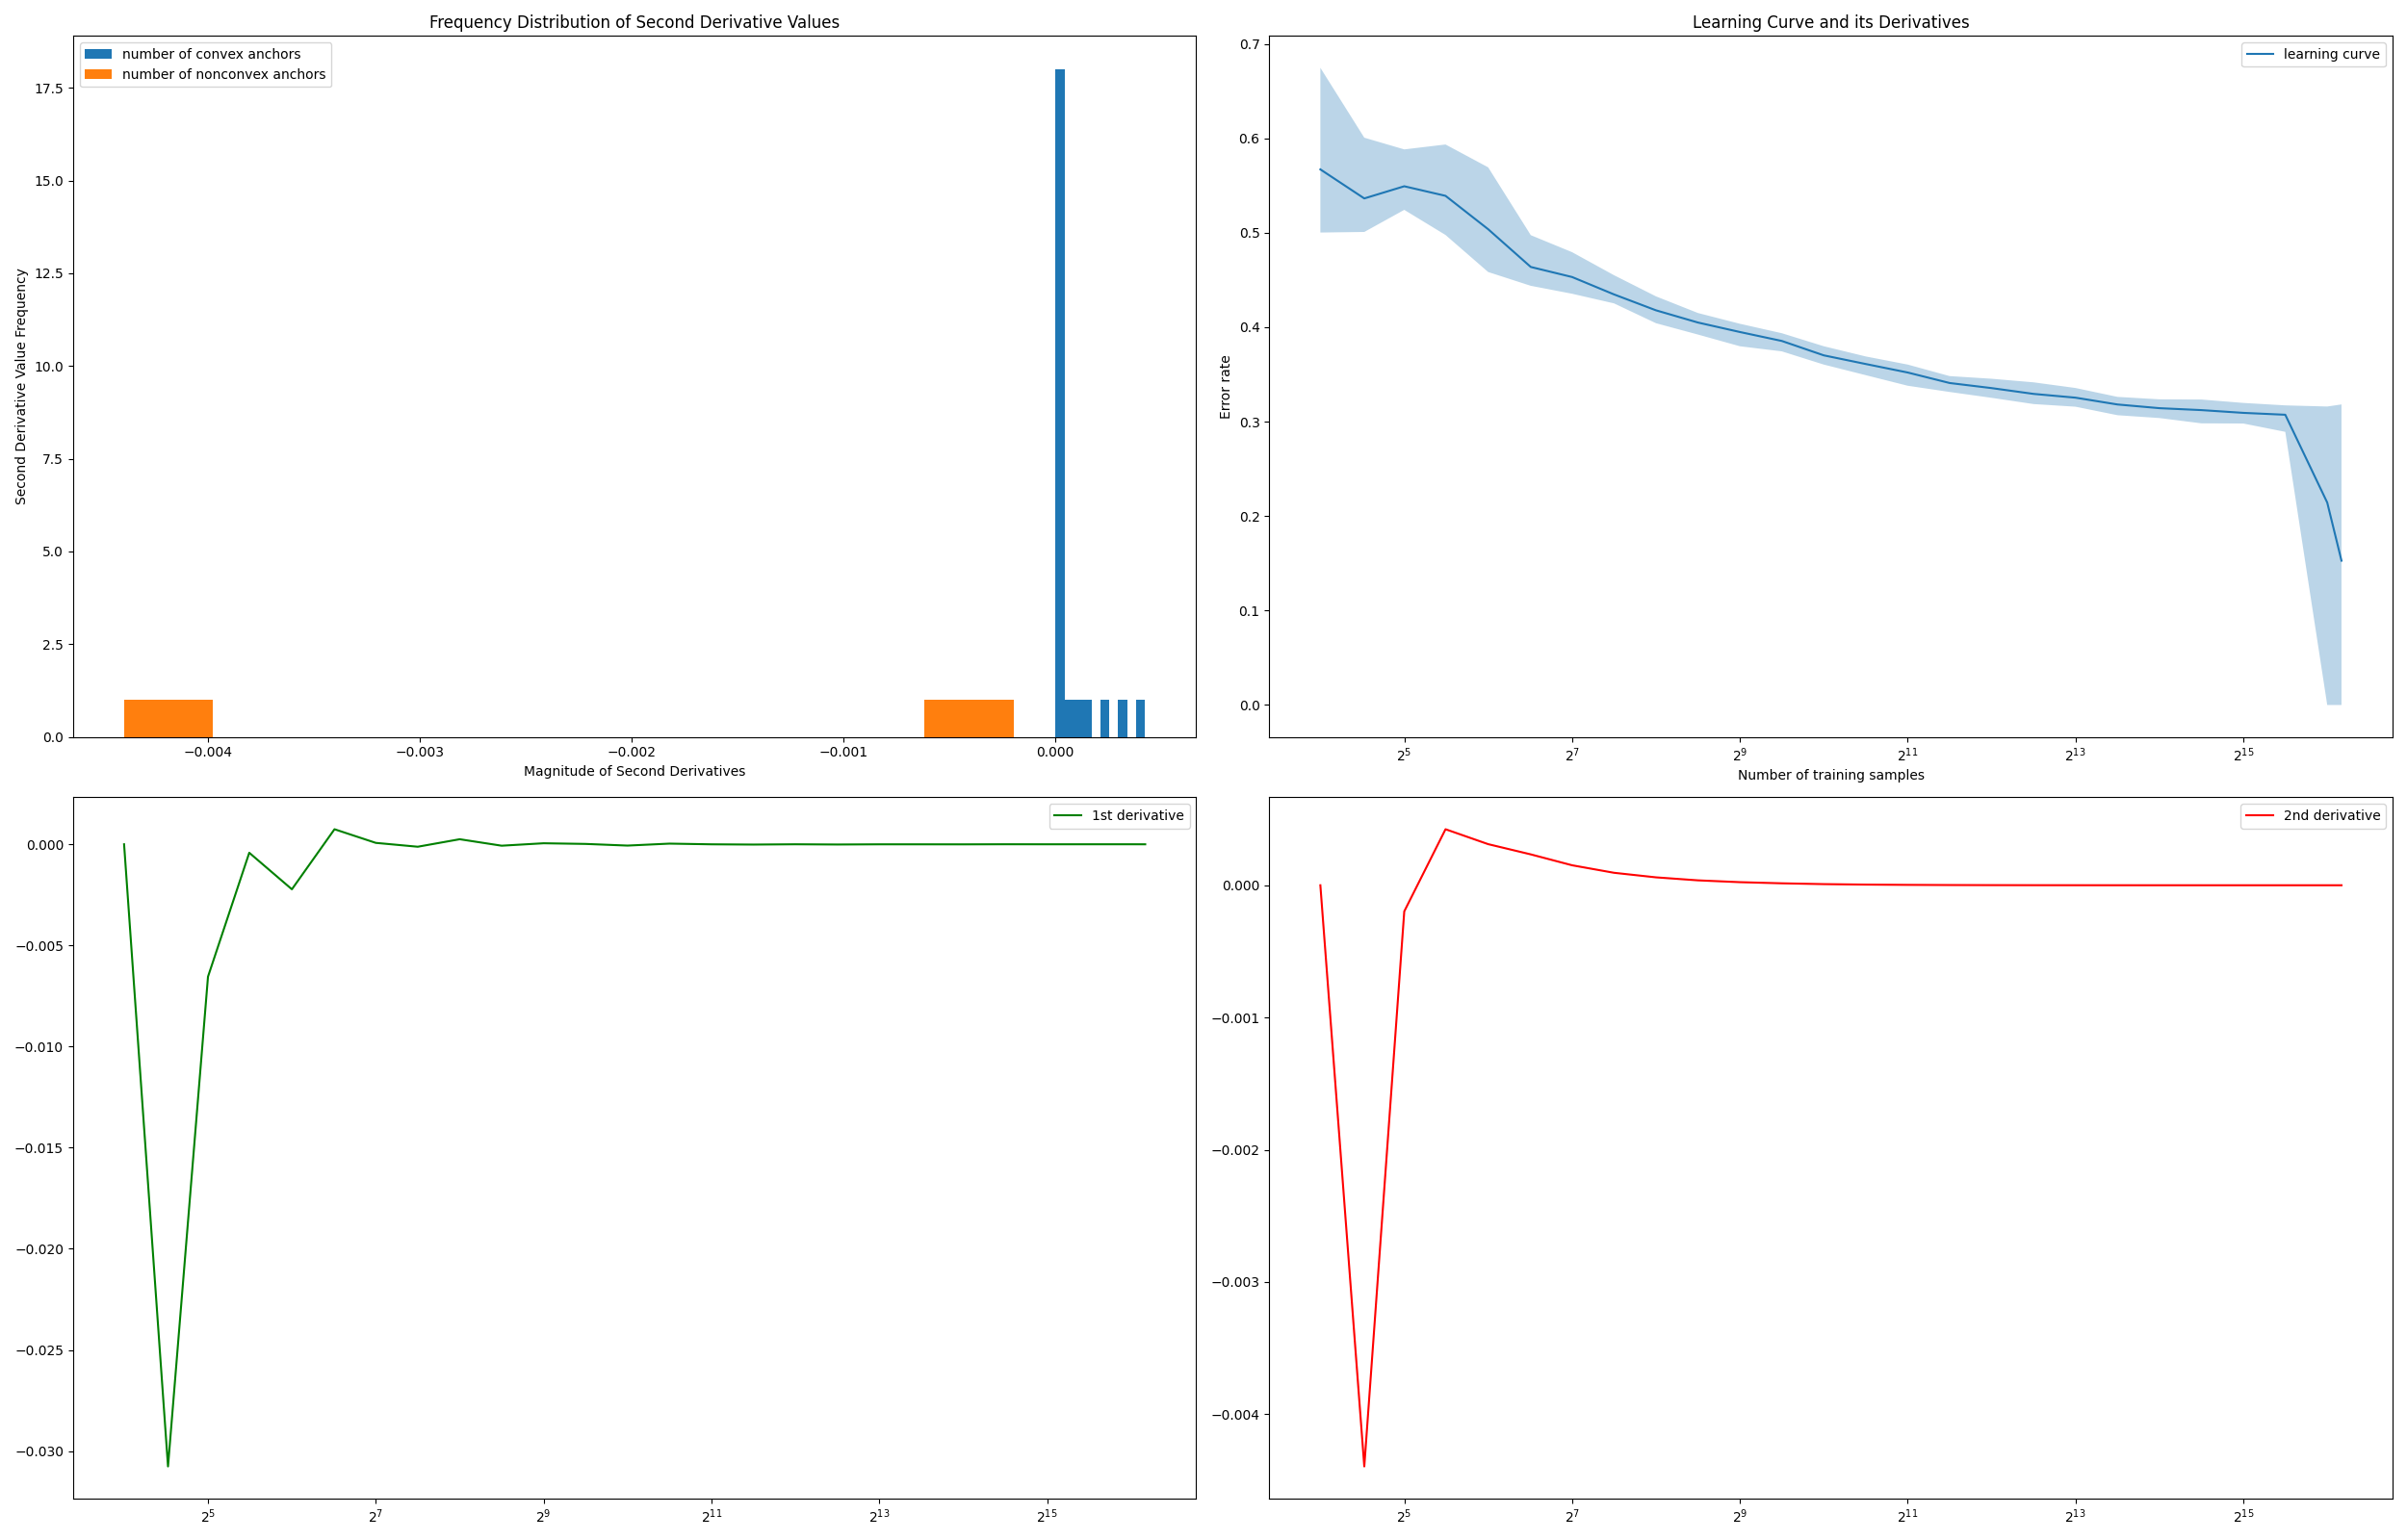 Frequency Distribution of Second Derivative Values
number of convex anchors
number of nonconvex anchors
Second Derivative Value Frequency
17.5
15.0
12.5
10.0
7.5
5.0
2.5
0.0
−0.004 −0.003 −0.002 −0.001 0.000
Magnitude of Second Derivatives
Learning Curve and its Derivatives
learning curve
Error rate
0.7
0.6
0.5
0.4
0.3
0.2
0.1
0.0
2^5 2^7 2^9 2^11 2^13 2^15
Number of training samples
1st derivative
0.000
−0.005
−0.010
−0.015
−0.020
−0.025
−0.030
2^5 2^7 2^9 2^11 2^13 2^15
2nd derivative
0.000
−0.001
−0.002
−0.003
−0.004
2^5 2^7 2^9 2^11 2^13 2^15